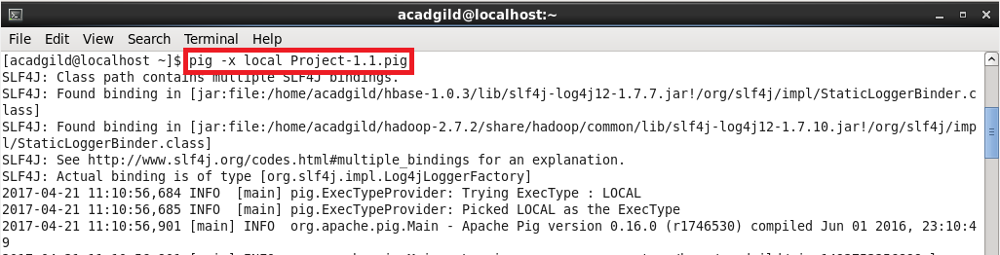 acadgild@localhost:~
File Edit View Search Terminal Help
[acadgild@localhost ~]$ pig -x local Project-1.1.pig
SLF4J: Class path contains multiple SLF4J bindings.
SLF4J: Found binding in [jar:file:/home/acadgild/hbase-1.0.3/lib/slf4j-log4j12-1.7.7.jar!/org/slf4j/impl/StaticLoggerBinder.c
lass]
SLF4J: Found binding in [jar:file:/home/acadgild/hadoop-2.7.2/share/hadoop/common/lib/slf4j-log4j12-1.7.10.jar!/org/slf4j/imp
l/StaticLoggerBinder.class]
SLF4J: See http://www.slf4j.org/codes.html#multiple_bindings for an explanation.
SLF4J: Actual binding is of type [org.slf4j.impl.Log4jLoggerFactory]
2017-04-21 11:10:56,684 INFO  [main] pig.ExecTypeProvider: Trying ExecType : LOCAL
2017-04-21 11:10:56,685 INFO  [main] pig.ExecTypeProvider: Picked LOCAL as the ExecType
2017-04-21 11:10:56,901 [main] INFO  org.apache.pig.Main - Apache Pig version 0.16.0 (r1746530) compiled Jun 01 2016, 23:10:4
9